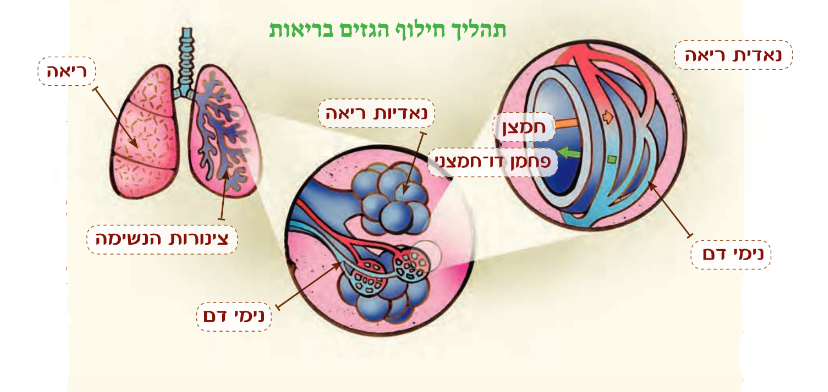 תהליך חילוף הגזים בריאות
נאדית ריאה
ריאה
נאדיות ריאה
חמצן
פחמן דו־חמצני
צינורות הנשימה
נימי דם
נימי דם